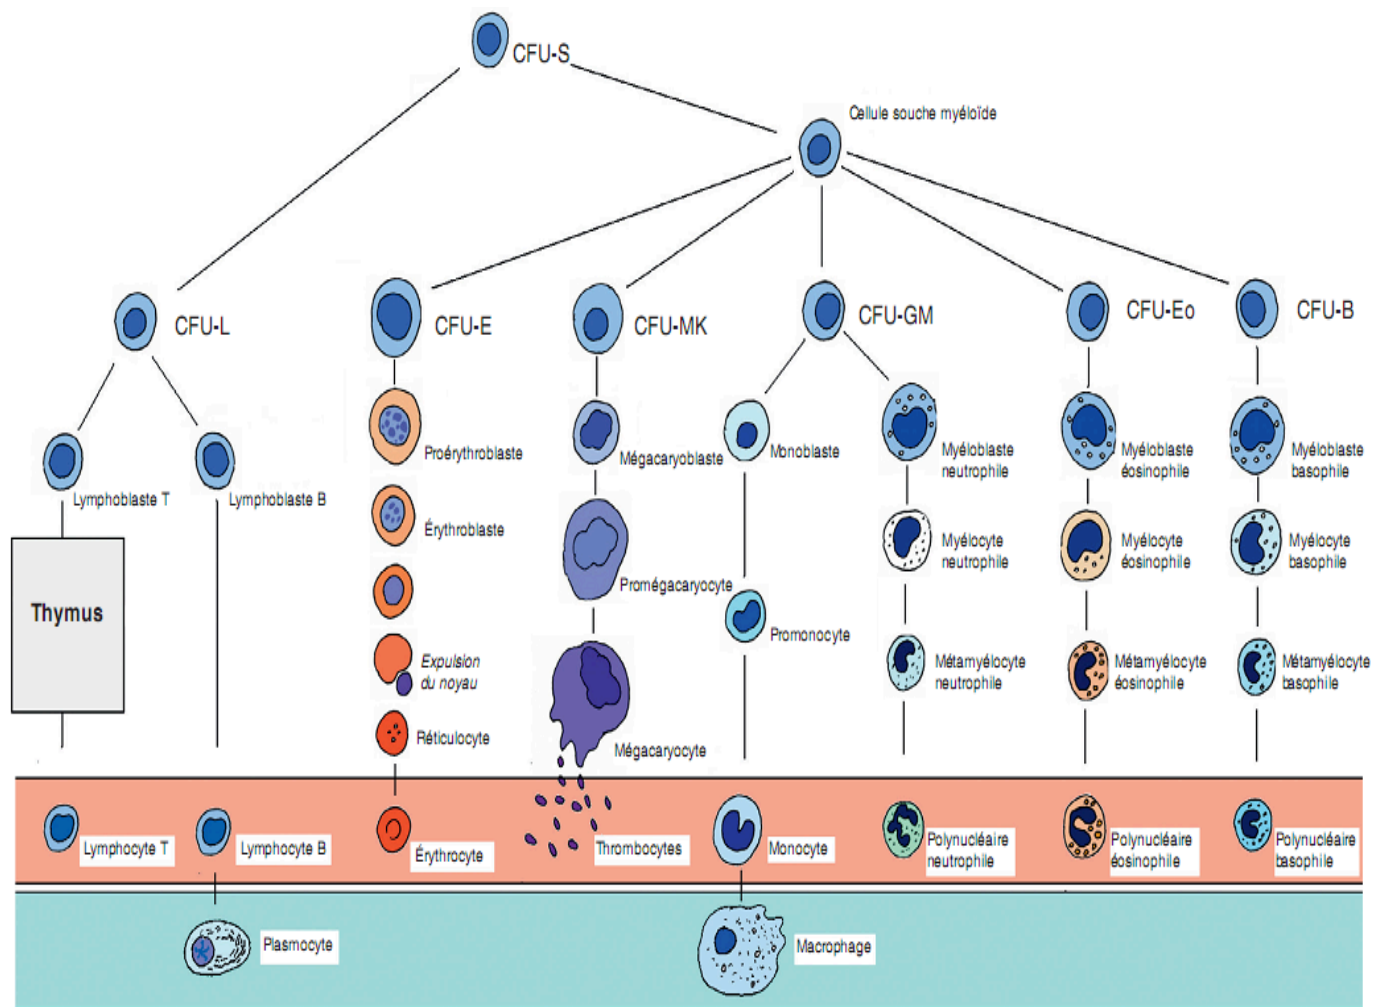 CFU-S
Cellule souche myéloïde
CFU-L
CFU-E
CFU-MK
CFU-GM
CFU-Eo
CFU-B
Proérythroblaste
Mégacaryoblaste
Monoblaste
Myéloblaste
neutrophile
Myéloblaste
éosinophile
Myéloblaste
basophile
Lymphoblaste T
Lymphoblaste B
Érythroblaste
Myélocyte
neutrophile
Myélocyte
éosinophile
Myélocyte
basophile
Thymus
Promégacaryocyte
Promonocyte
Expulsion
du noyau
Métamyélocyte
neutrophile
Métamyélocyte
éosinophile
Métamyélocyte
basophile
Réticulocyte
Mégacaryocyte
Lymphocyte T
Lymphocyte B
Érythrocyte
Thrombocytes
Monocyte
Polynucléaire
neutrophile
Polynucléaire
éosinophile
Polynucléaire
basophile
Plasmocyte
Macrophage